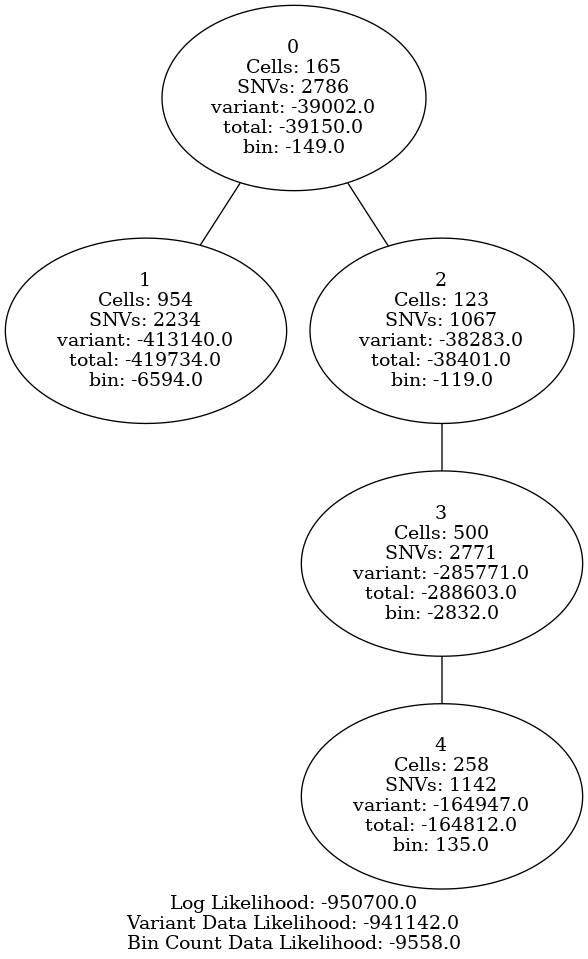 0
Cells: 165
SNVs: 2786
variant: -39002.0
total: -39150.0
bin: -149.0
1
Cells: 954
SNVs: 2234
variant: -413140.0
total: -419734.0
bin: -6594.0
2
Cells: 123
SNVs: 1067
variant: -38283.0
total: -38401.0
bin: -119.0
3
Cells: 500
SNVs: 2771
variant: -285771.0
total: -288603.0
bin: -2832.0
4
Cells: 258
SNVs: 1142
variant: -164947.0
total: -164812.0
bin: 135.0
Log Likelihood: -950700.0
Variant Data Likelihood: -941142.0
Bin Count Data Likelihood: -9558.0